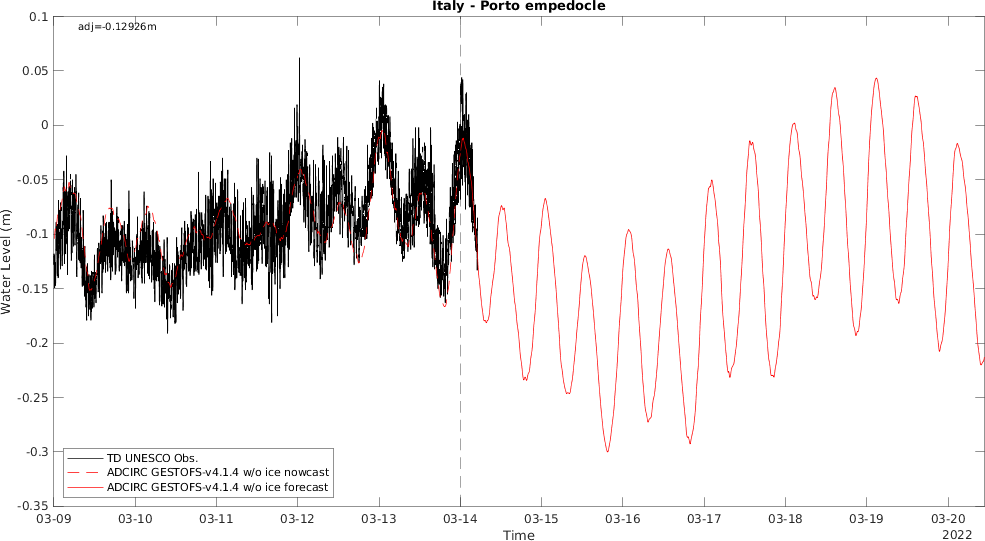 Italy - Porto empedocle
adj=-0.12926m
0.1
0.05
0
-0.05
-0.1
-0.15
-0.2
-0.25
-0.3
-0.35
Water Level (m)
TD UNESCO Obs.
ADCIRC GESTOFS-v4.1.4 w/o ice nowcast
ADCIRC GESTOFS-v4.1.4 w/o ice forecast
03-09 03-10 03-11 03-12 03-13 03-14 03-15 03-16 03-17 03-18 03-19 03-20
Time
2022